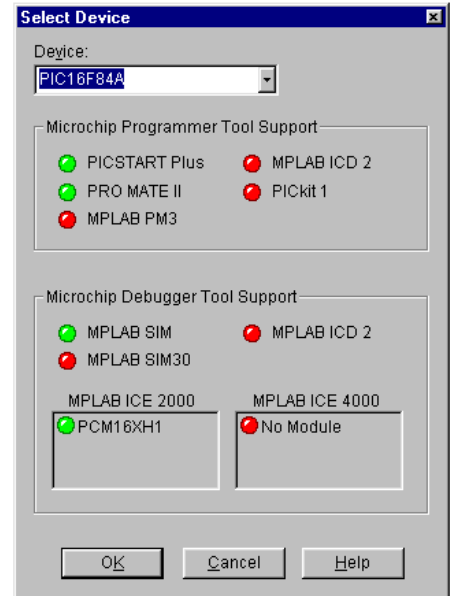 Select Device
Device:
PIC16F84A
Microchip Programmer Tool Support
PICSTART Plus MPLAB ICD 2
PRO MATE II PICkit 1
MPLAB PM3
Microchip Debugger Tool Support
MPLAB SIM MPLAB ICD 2
MPLAB SIM30
MPLAB ICE 2000 MPLAB ICE 4000
PCM16XH1 No Module
OK Cancel Help